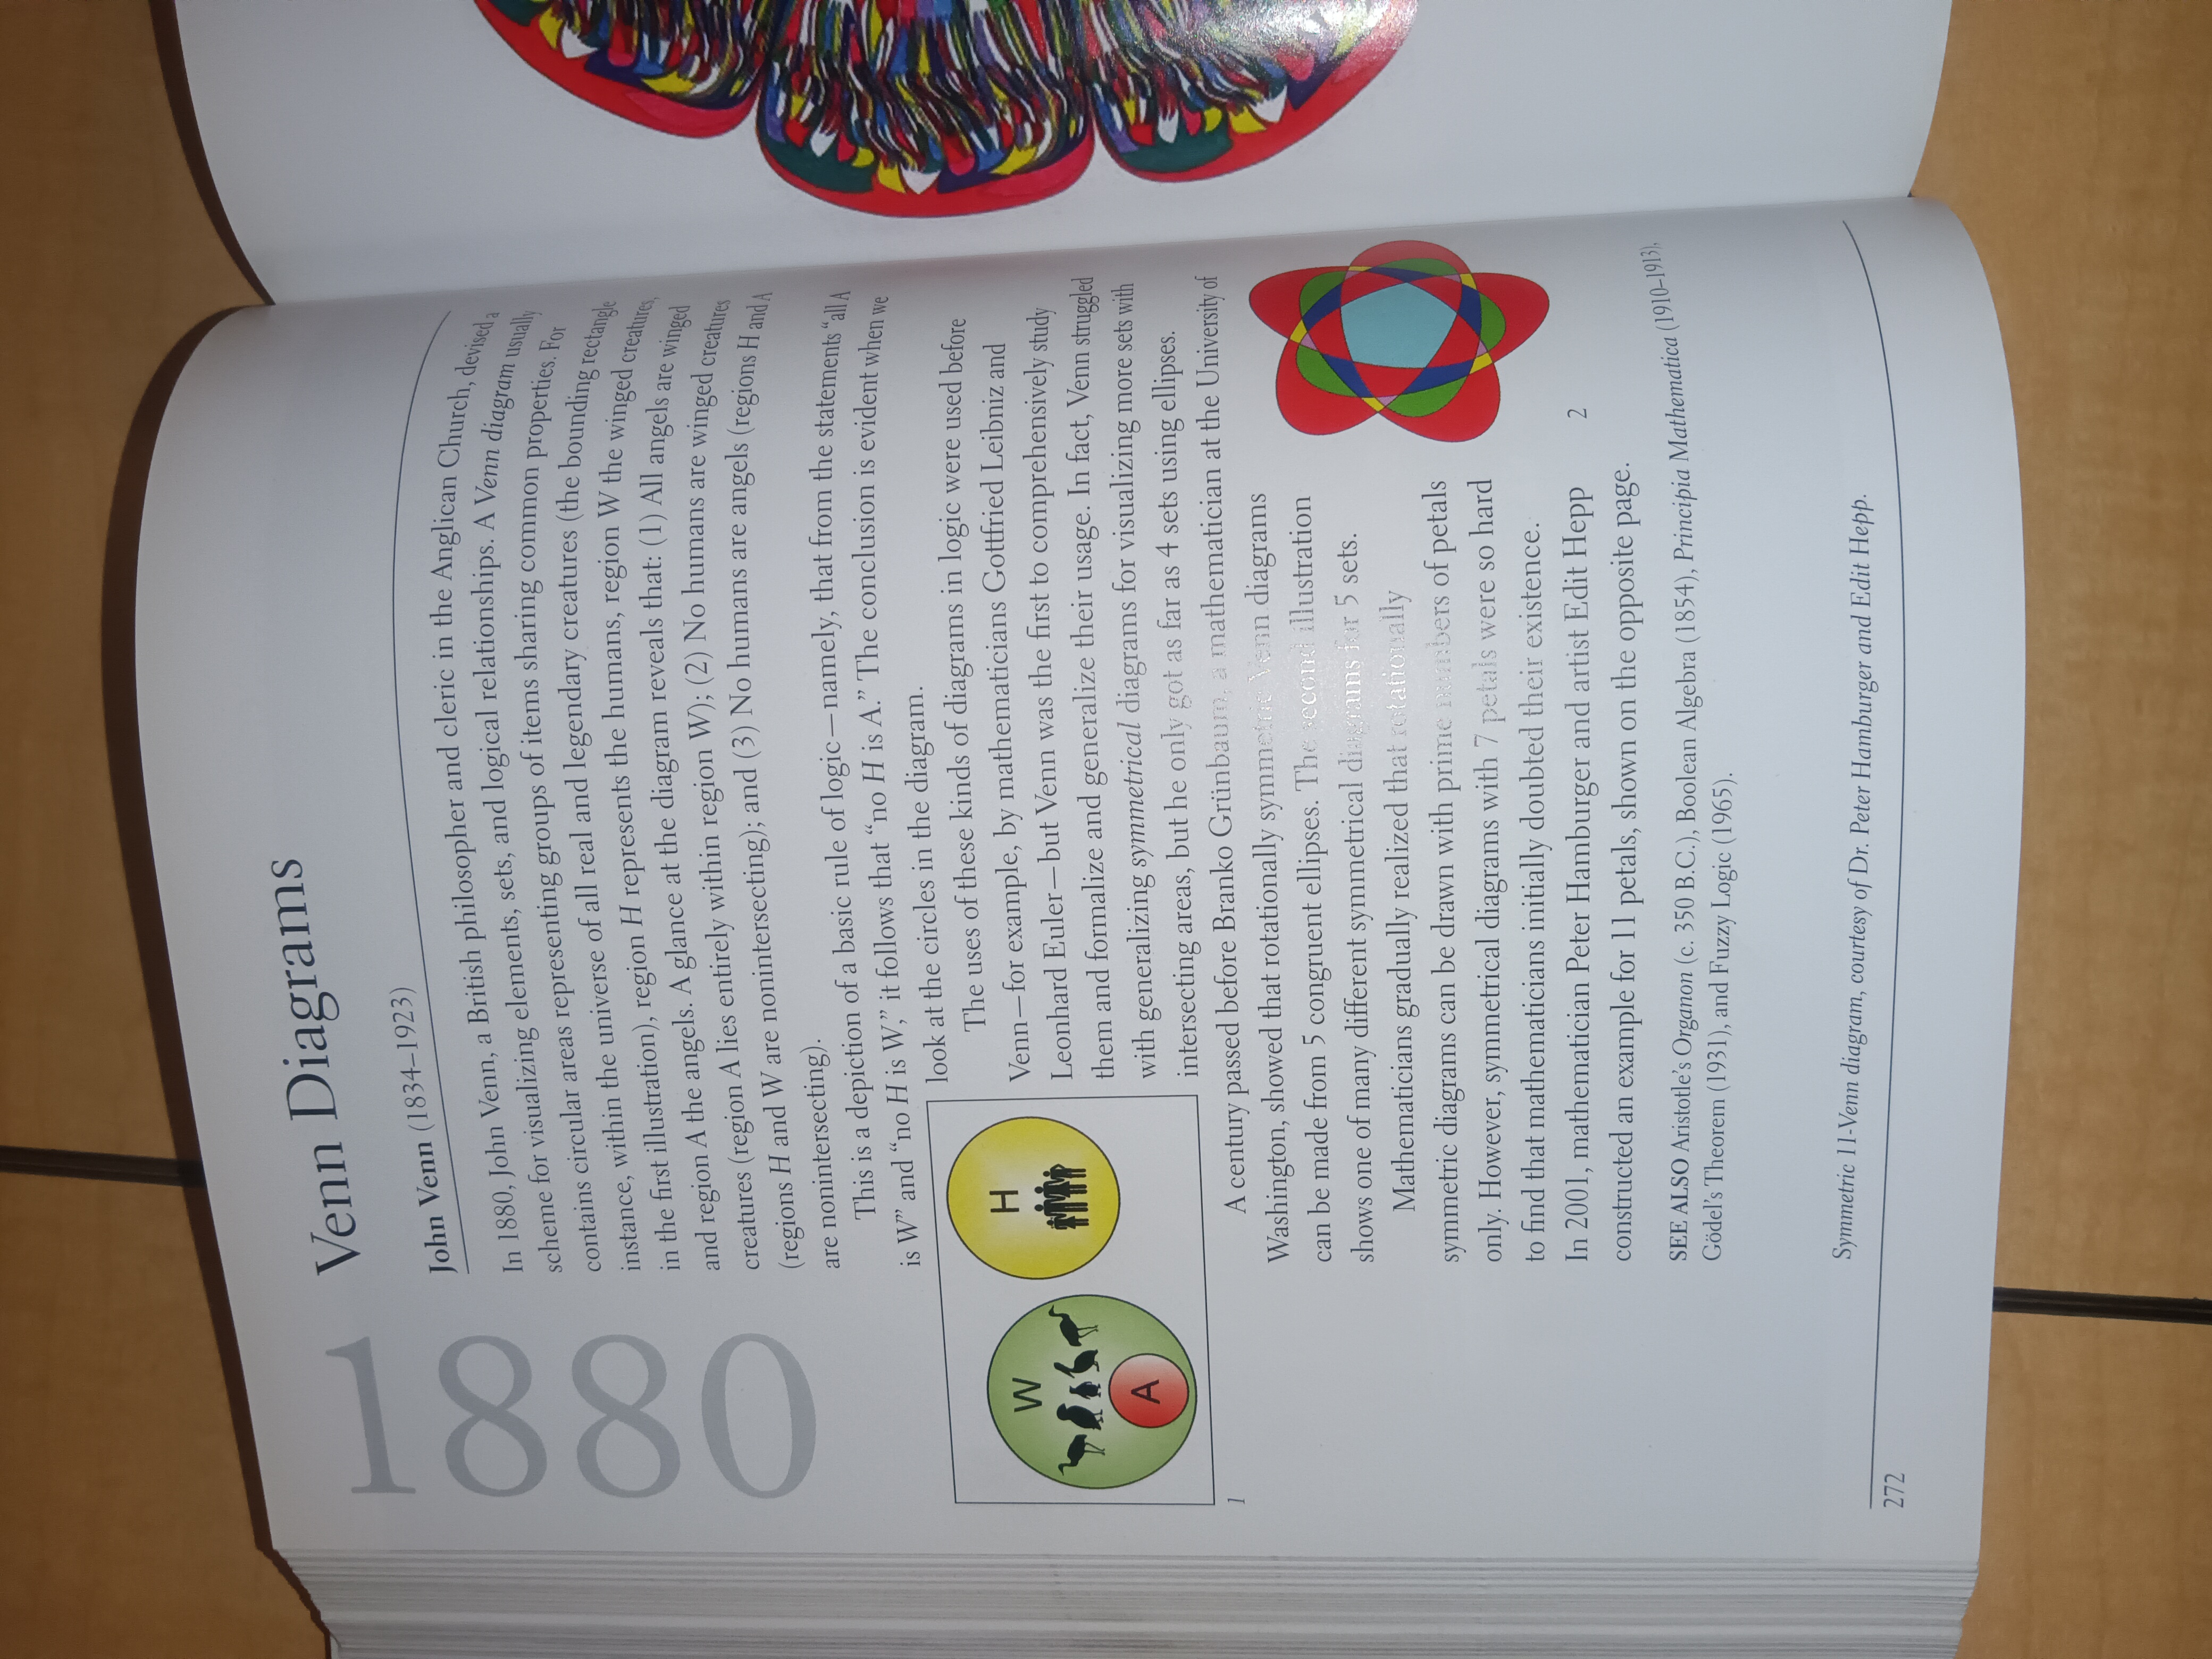 1880
Venn Diagrams
John Venn (1834–1923)
In 1880, John Venn, a British philosopher and cleric in the Anglican Church, devised a
scheme for visualizing elements, sets, and logical relationships. A Venn diagram usually
contains circular areas representing groups of items sharing common properties. For
instance, within the universe of all real and legendary creatures (the bounding rectangle
in the first illustration), region H represents the humans, region W the winged creatures,
and region A the angels. A glance at the diagram reveals that: (1) All angels are winged
creatures (region A lies entirely within region W); (2) No humans are winged creatures
(regions H and W are nonintersecting); and (3) No humans are angels (regions H and A
are nonintersecting).
This is a depiction of a basic rule of logic—namely, that from the statements “all A
is W” and “no H is W,” it follows that “no H is A.” The conclusion is evident when we
look at the circles in the diagram.
The uses of these kinds of diagrams in logic were used before
Venn—for example, by mathematicians Gottfried Leibniz and
Leonhard Euler—but Venn was the first to comprehensively study
them and formalize and generalize their usage. In fact, Venn struggled
with generalizing symmetrical diagrams for visualizing more sets with
intersecting areas, but he only got as far as 4 sets using ellipses.
W
H
A
1
A century passed before Branko Grünbaum, a mathematician at the University of
Washington, showed that rotationally symmetric Venn diagrams
can be made from 5 congruent ellipses. The second illustration
shows one of many different symmetrical diagrams for 5 sets.
Mathematicians gradually realized that rotationally
symmetric diagrams can be drawn with prime numbers of petals
only. However, symmetrical diagrams with 7 petals were so hard
to find that mathematicians initially doubted their existence.
In 2001, mathematician Peter Hamburger and artist Edit Hepp
constructed an example for 11 petals, shown on the opposite page.
2
SEE ALSO Aristotle’s Organon (c. 350 B.C.), Boolean Algebra (1854), Principia Mathematica (1910–1913),
Gödel’s Theorem (1931), and Fuzzy Logic (1965).
Symmetric 11-Venn diagram, courtesy of Dr. Peter Hamburger and Edit Hepp.
272